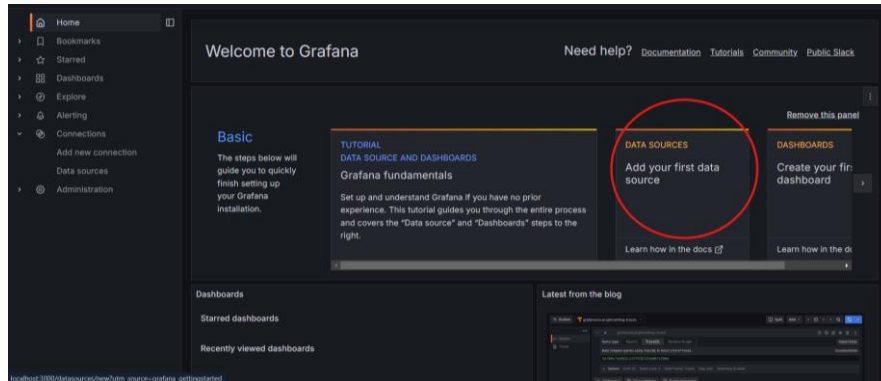 Home
Bookmarks
Starred
Dashboards
Explore
Alerting
Connections
Add new connection
Data sources
Administration
Welcome to Grafana
Need help? Documentation Tutorials Community Public Slack
Remove this panel
Basic
The steps below will
guide you to quickly
finish setting up
your Grafana
installation.
TUTORIAL
DATA SOURCE AND DASHBOARDS
Grafana fundamentals
Set up and understand Grafana if you have no prior
experience. This tutorial guides you through the entire process
and covers the "Data source" and "Dashboards" steps to the
right.
DATA SOURCES
Add your first data
source
Learn how in the docs
DASHBOARDS
Create your fir
dashboard
Learn how in the do
Dashboards
Starred dashboards
Recently viewed dashboards
Latest from the blog
localhost:3000/datasources/new?utm_source=grafana_gettingstarted